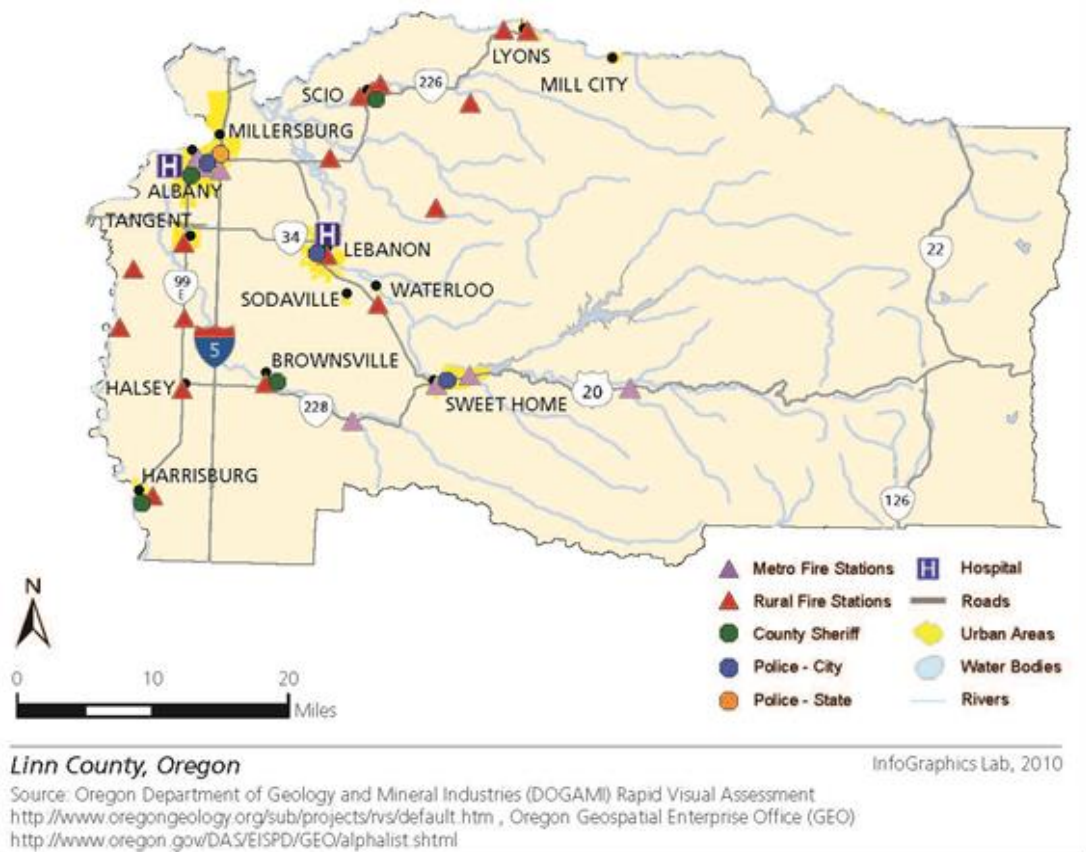 LYONS
MILL CITY
226
SCIO
MILLERSBURG
H
ALBANY
TANGENT
34
H
LEBANON
22
99
E
SODAVILLE
WATERLOO
5
BROWNSVILLE
HALSEY
20
SWEET HOME
228
HARRISBURG
126
Metro Fire Stations
Rural Fire Stations
County Sheriff
Police - City
Police - State
H Hospital
Roads
Urban Areas
Water Bodies
Rivers
N
0 10 20
Miles
Linn County, Oregon
InfoGraphics Lab, 2010
Source: Oregon Department of Geology and Mineral Industries (DOGAMI) Rapid Visual Assessment
http://www.oregongeology.org/sub/projects/rvs/default.htm , Oregon Geospatial Enterprise Office (GEO)
http://www.oregon.gov/DAS/EISPD/GEO/alphalist shtml